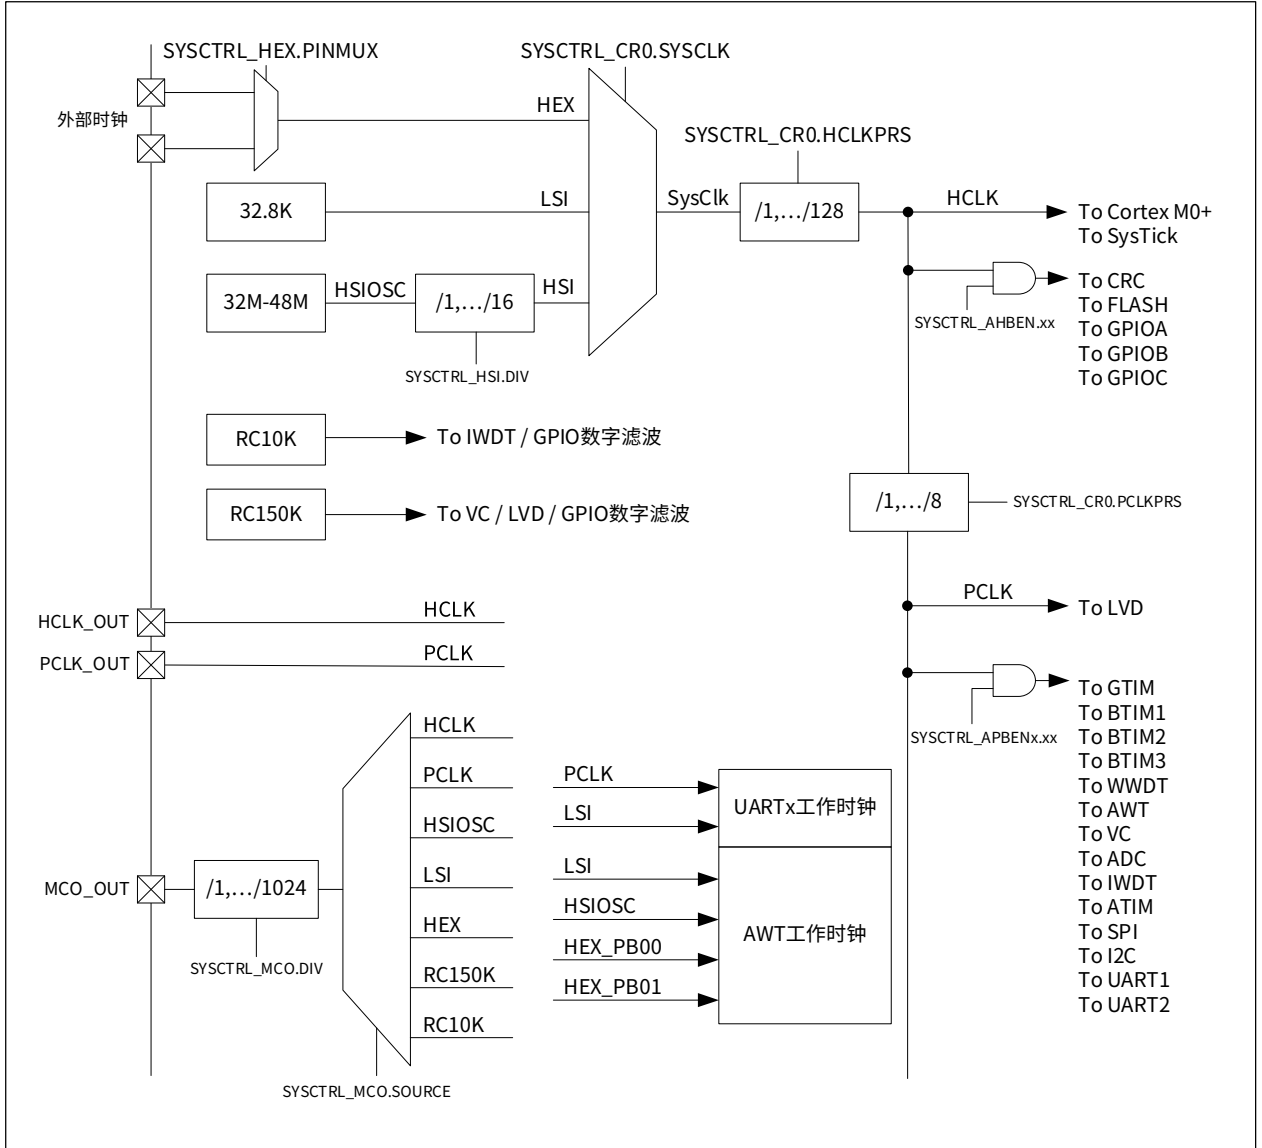 SYSCTRL_HEX.PINMUX
SYSCTRL_CR0.SYSCLK
外部时钟
HEX
SYSCTRL_CR0.HCLKPRS
32.8K
LSI
SysClk
/1,.../128
HCLK
To Cortex M0+
To SysTick
32M-48M
HSIOSC
/1,.../16
HSI
SYSCTRL_HSI.DIV
SYSCTRL_AHBEN.xx
To CRC
To FLASH
To GPIOA
To GPIOB
To GPIOC
RC10K
To IWDT / GPIO数字滤波
RC150K
To VC / LVD / GPIO数字滤波
/1,.../8
SYSCTRL_CR0.PCLKPRS
HCLK_OUT
HCLK
PCLK_OUT
PCLK
PCLK
To LVD
SYSCTRL_APBENx.xx
To GTIM
To BTIM1
To BTIM2
To BTIM3
To WWDT
To AWT
To VC
To ADC
To IWDT
To ATIM
To SPI
To I2C
To UART1
To UART2
MCO_OUT
/1,.../1024
SYSCTRL_MCO.DIV
HCLK
PCLK
HSIOSC
LSI
HEX
RC150K
RC10K
SYSCTRL_MCO.SOURCE
PCLK
LSI
UARTx工作时钟
LSI
HSIOSC
HEX_PB00
HEX_PB01
AWT工作时钟